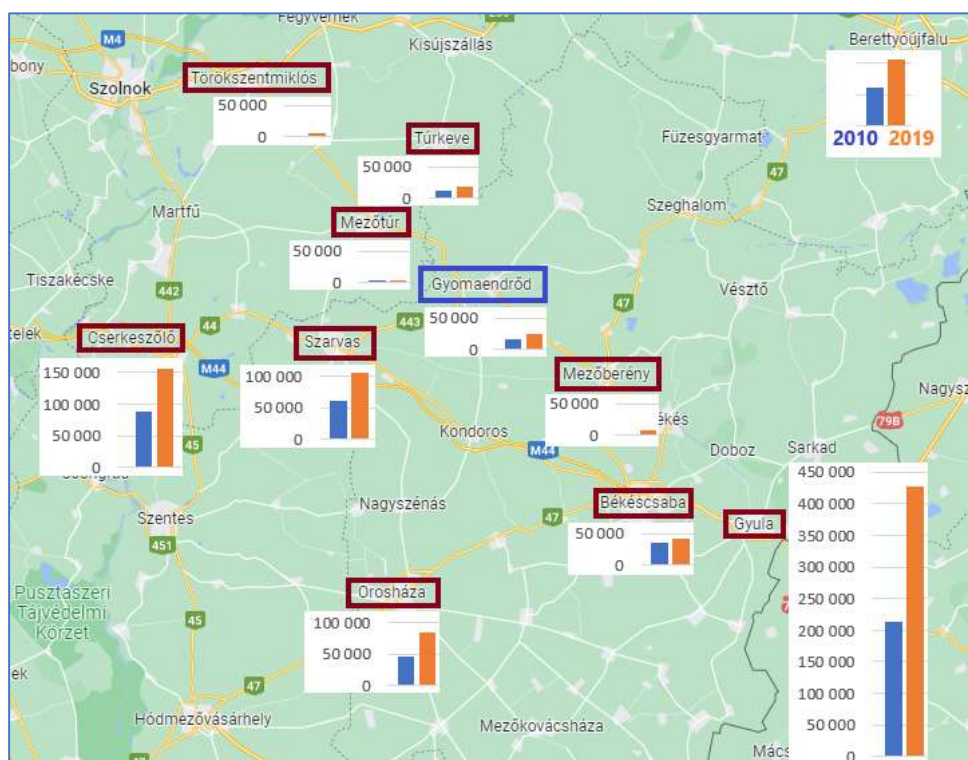 Fegyvernek
M4
Kisújszállás
Berettyóújfalu
bony
Törökszentmiklós
Szolnok
50 000
0
2010 2019
Túrkeve
50 000
0
Füzesgyarmat
47
Martfű
Mezőtúr
50 000
0
Szeghalom
Tiszakécske
442
Gyomaendrőd
50 000
0
Vésztő
47
443
44
telek
Cserkeszőlő
150 000
100 000
50 000
0
M44
Szarvas
100 000
50 000
0
Mezőberény
50 000
0
Nagysz
79B
45
Kondoros
M44
ékés
Doboz
Sarkad
450 000
400 000
350 000
300 000
250 000
200 000
150 000
100 000
50 000
0
Szentes
451
Nagyszénás
47
Békéscsaba
50 000
0
Gyula
Pusztaszeri
Tájvédelmi
Körzet
45
Orosháza
100 000
50 000
0
ek
47
Hódmezővásárhely
Mezőkovácsháza
Mács